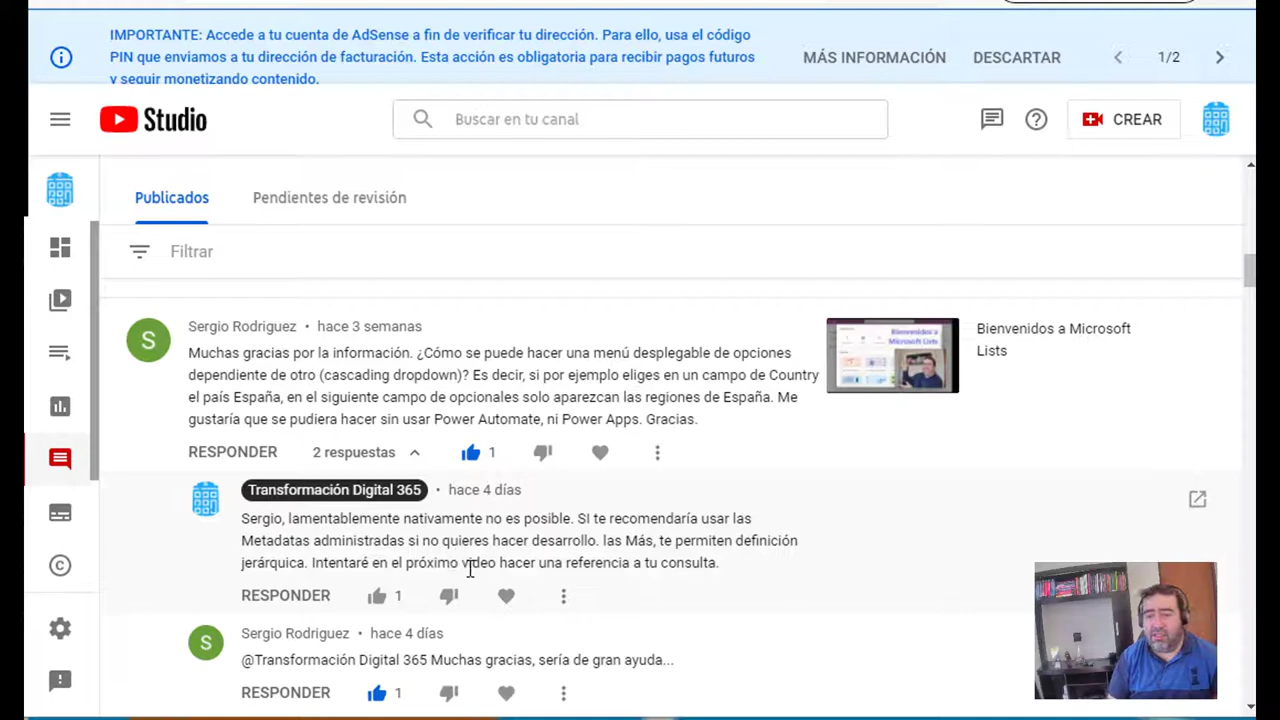 IMPORTANTE: Accede a tu cuenta de AdSense a fin de verificar tu dirección. Para ello, usa el código
PIN que enviamos a tu dirección de facturación. Esta acción es obligatoria para recibir pagos futuros
y seguir monetizando contenido.
MÁS INFORMACIÓN
DESCARTAR
1/2
Studio
Buscar en tu canal
CREAR
Publicados
Pendientes de revisión
Filtrar
Sergio Rodriguez • hace 3 semanas
Muchas gracias por la información. ¿Cómo se puede hacer una menú desplegable de opciones
dependiente de otro (cascading dropdown)? Es decir, si por ejemplo eliges en un campo de Country
el país España, en el siguiente campo de opcionales solo aparezcan las regiones de España. Me
gustaría que se pudiera hacer sin usar Power Automate, ni Power Apps. Gracias.
Bienvenidos a
Microsoft Lists
Bienvenidos a Microsoft
Lists
RESPONDER
2 respuestas
1
Transformación Digital 365 • hace 4 días
Sergio, lamentablemente nativamente no es posible. SI te recomendaría usar las
Metadatas administradas si no quieres hacer desarrollo. las Más, te permiten definición
jerárquica. Intentaré en el próximo video hacer una referencia a tu consulta.
RESPONDER
1
S
Sergio Rodriguez • hace 4 días
@Transformación Digital 365 Muchas gracias, sería de gran ayuda...
RESPONDER
1